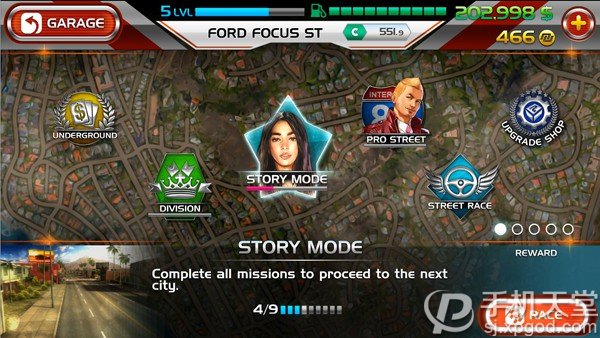 GARAGE
5 LVL
202.998 $
FORD FOCUS ST
C 551.9
466
UNDERGROUND
INTER
PRO STREET
UPGRADE SHOP
STORY MODE
DIVISION
STREET RACE
STORY MODE
REWARD
Complete all missions to proceed to the next
city.
4/9
RACE
手机天堂
sj.xpgod.com